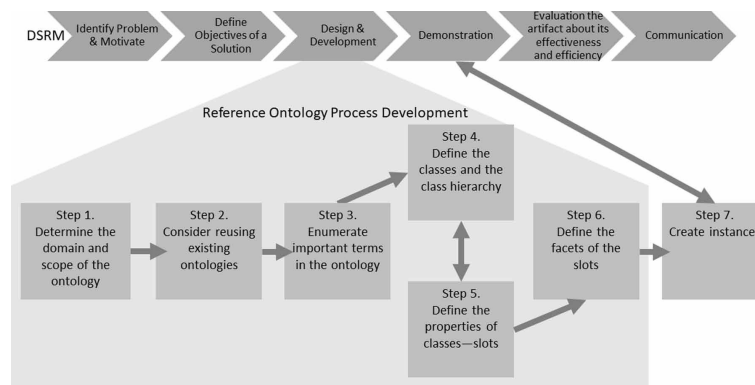 DSRM
Identify Problem
& Motivate
Define
Objectives of a
Solution
Design &
Development
Demonstration
Evaluation the
artifact about its
effectiveness
and efficiency
Communication
Reference Ontology Process Development
Step 1.
Determine the
domain and
scope of the
ontology
Step 2.
Consider reusing
existing
ontologies
Step 3.
Enumerate
important terms
in the ontology
Step 4.
Define the
classes and the
class hierarchy
Step 5.
Define the
properties of
classes—slots
Step 6.
Define the
facets of the
slots
Step 7.
Create instance